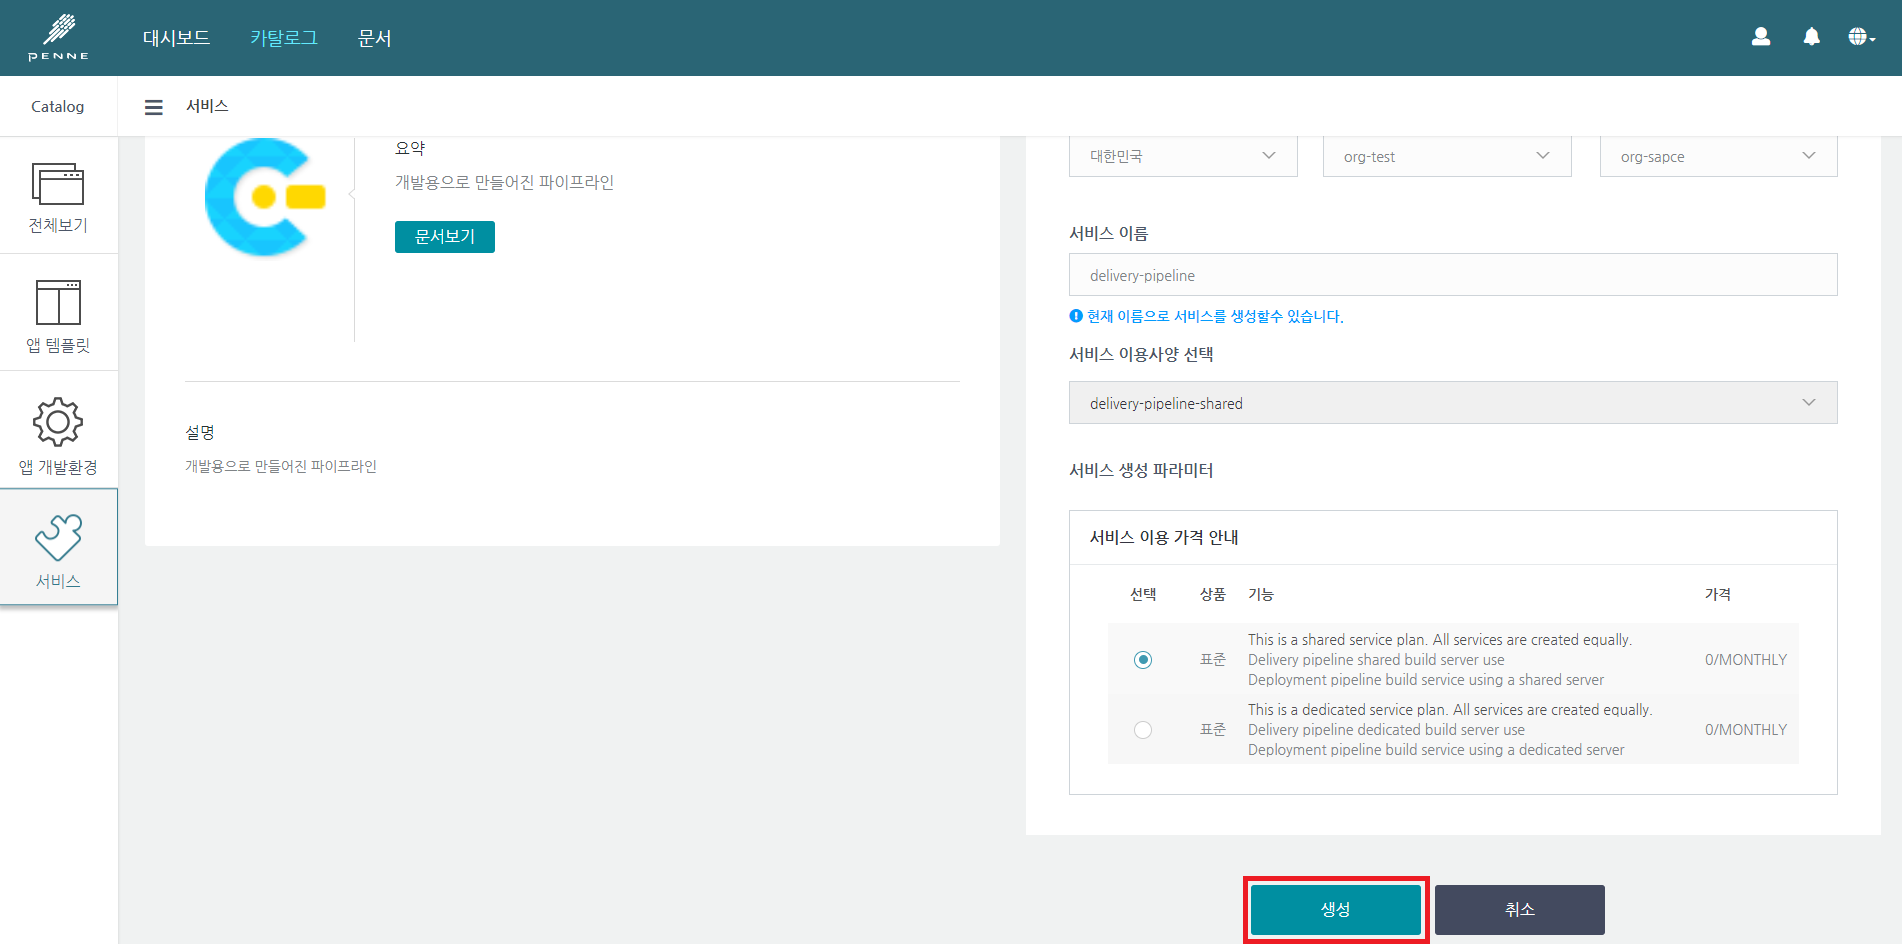 PENNE
대시보드
카탈로그
문서
Catalog
서비스
전체보기
앱 템플릿
앱 개발환경
서비스
요약
개발용으로 만들어진 파이프라인
문서보기
설명
개발용으로 만들어진 파이프라인
대한민국
org-test
org-sapce
서비스 이름
delivery-pipeline
현재 이름으로 서비스를 생성할수 있습니다.
서비스 이용사양 선택
delivery-pipeline-shared
서비스 생성 파라미터
서비스 이용 가격 안내
선택 상품 기능 가격
This is a shared service plan. All services are created equally.
표준 Delivery pipeline shared build server use 0/MONTHLY
Deployment pipeline build service using a shared server
This is a dedicated service plan. All services are created equally.
표준 Delivery pipeline dedicated build server use 0/MONTHLY
Deployment pipeline build service using a dedicated server
생성
취소